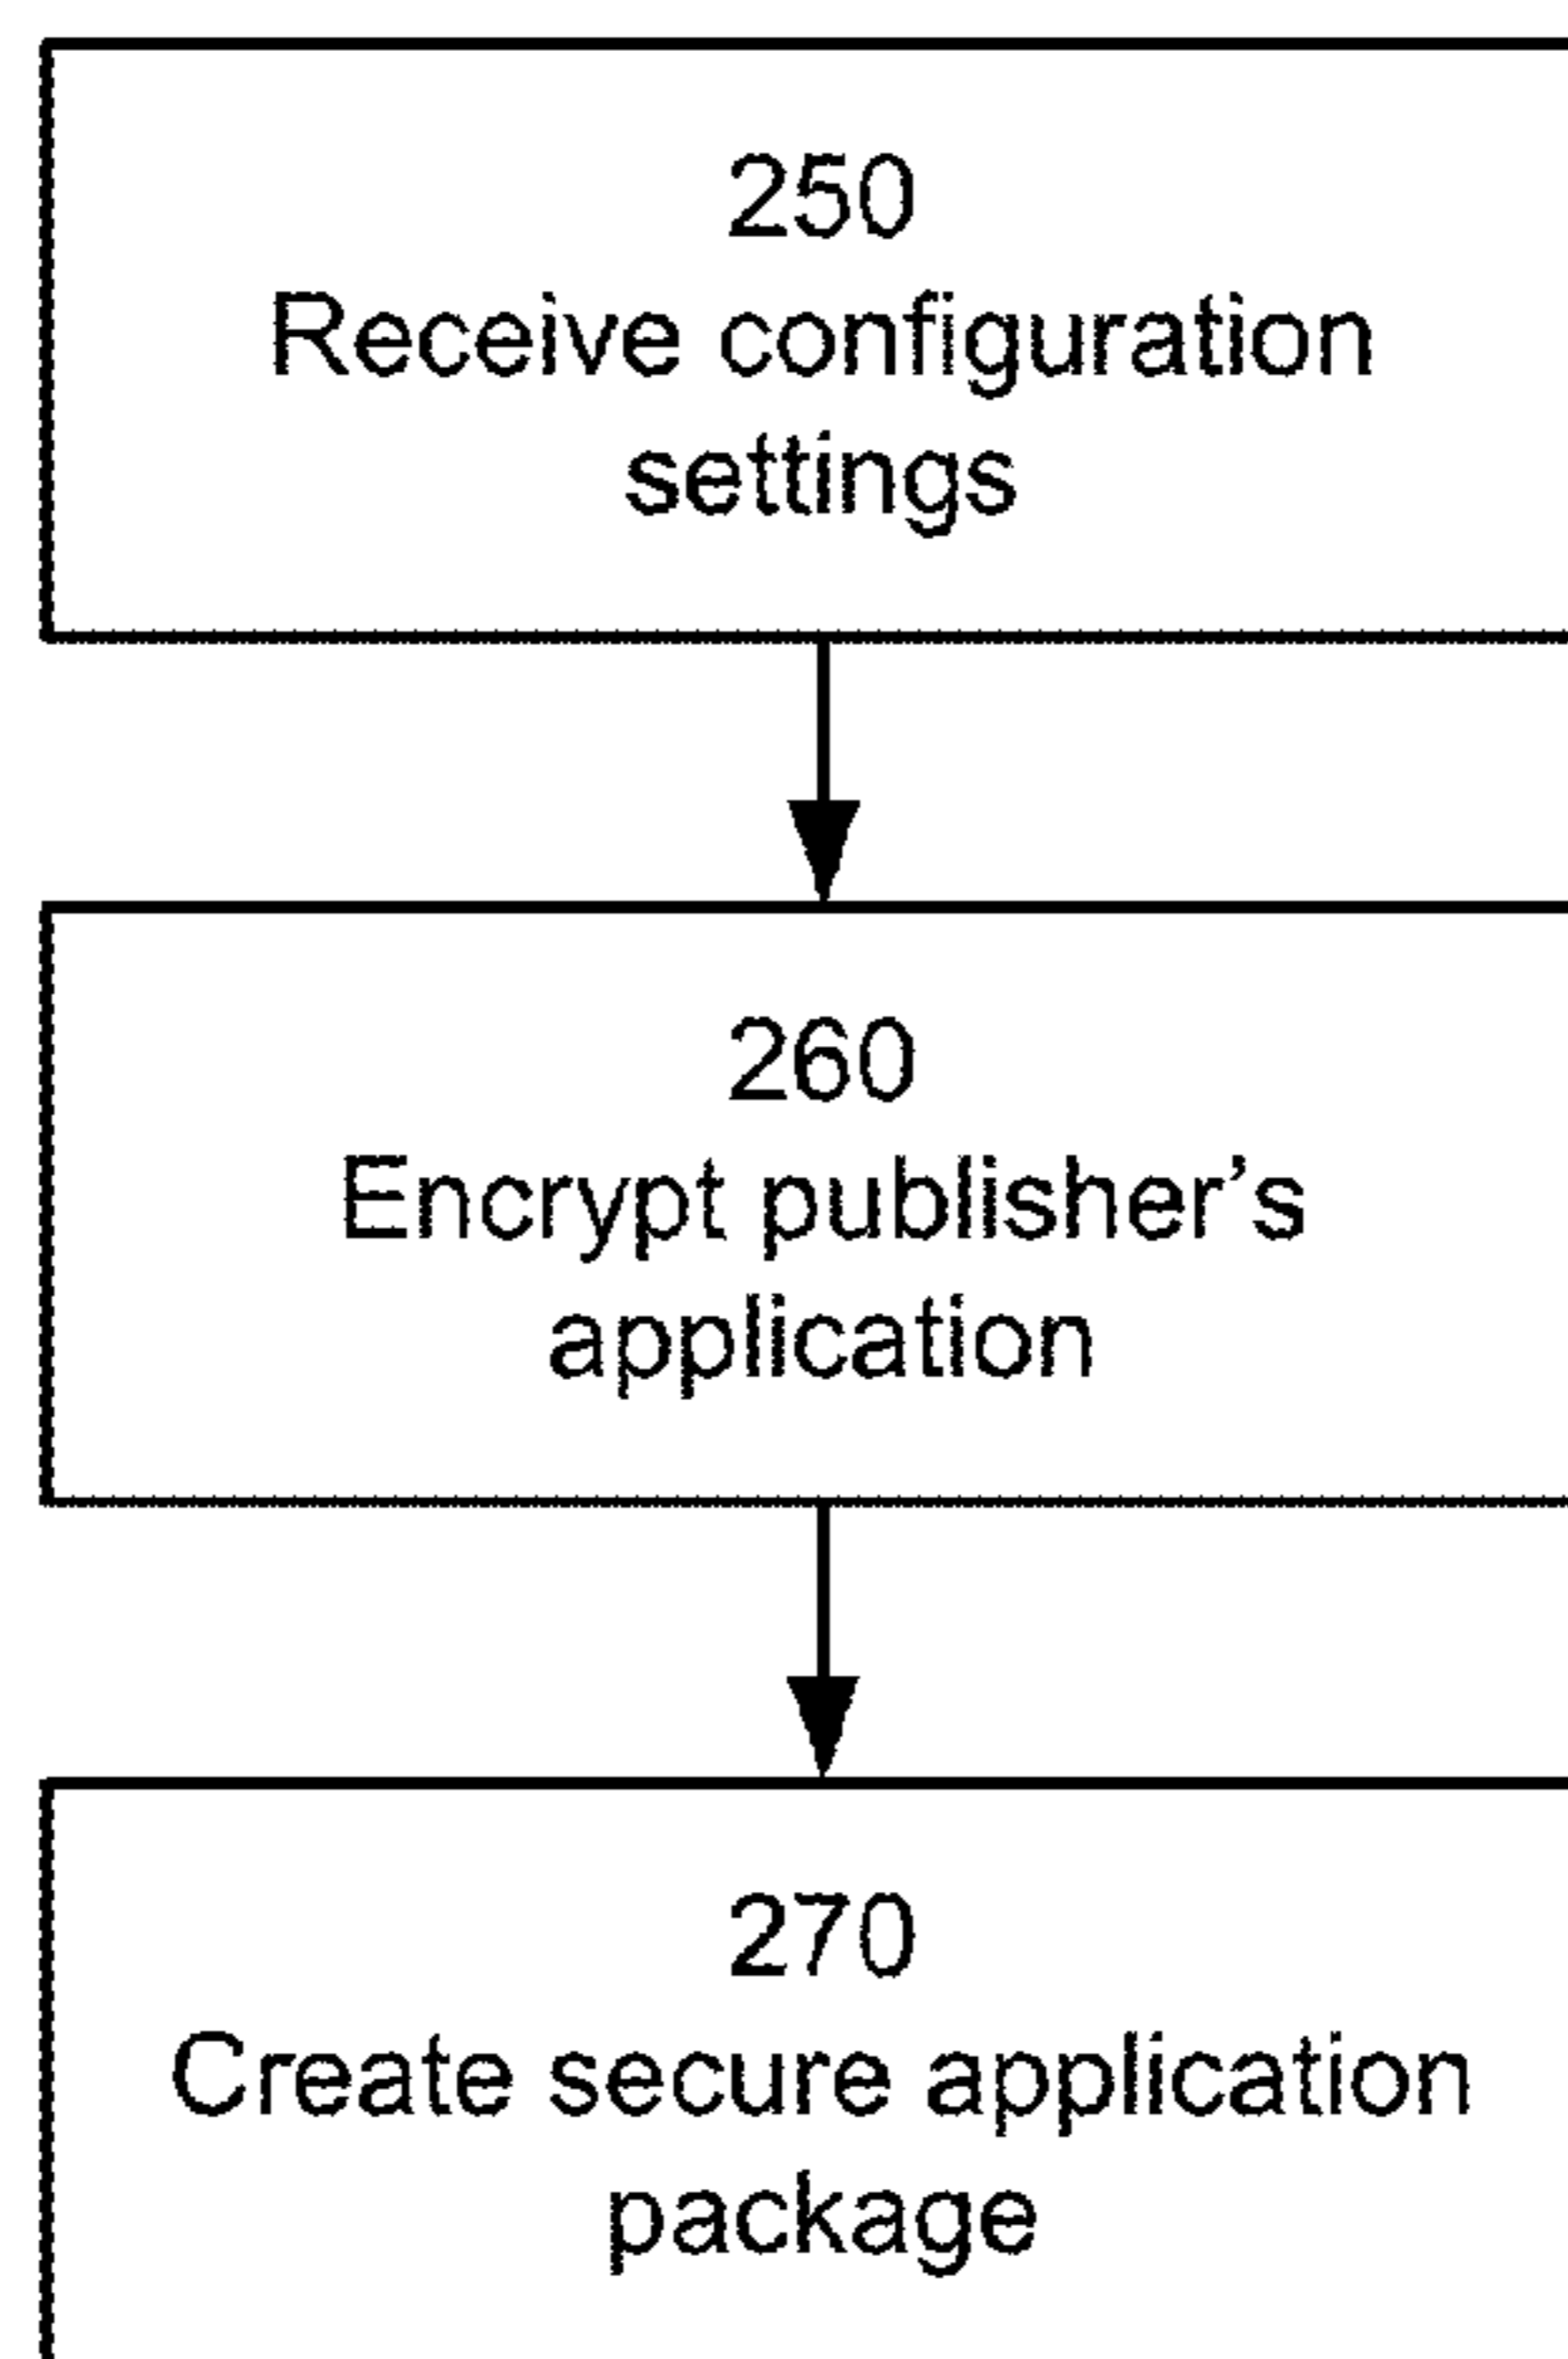 250
Receive configuration
settings
260
Encrypt publisher’s
application
270
Create secure application
package